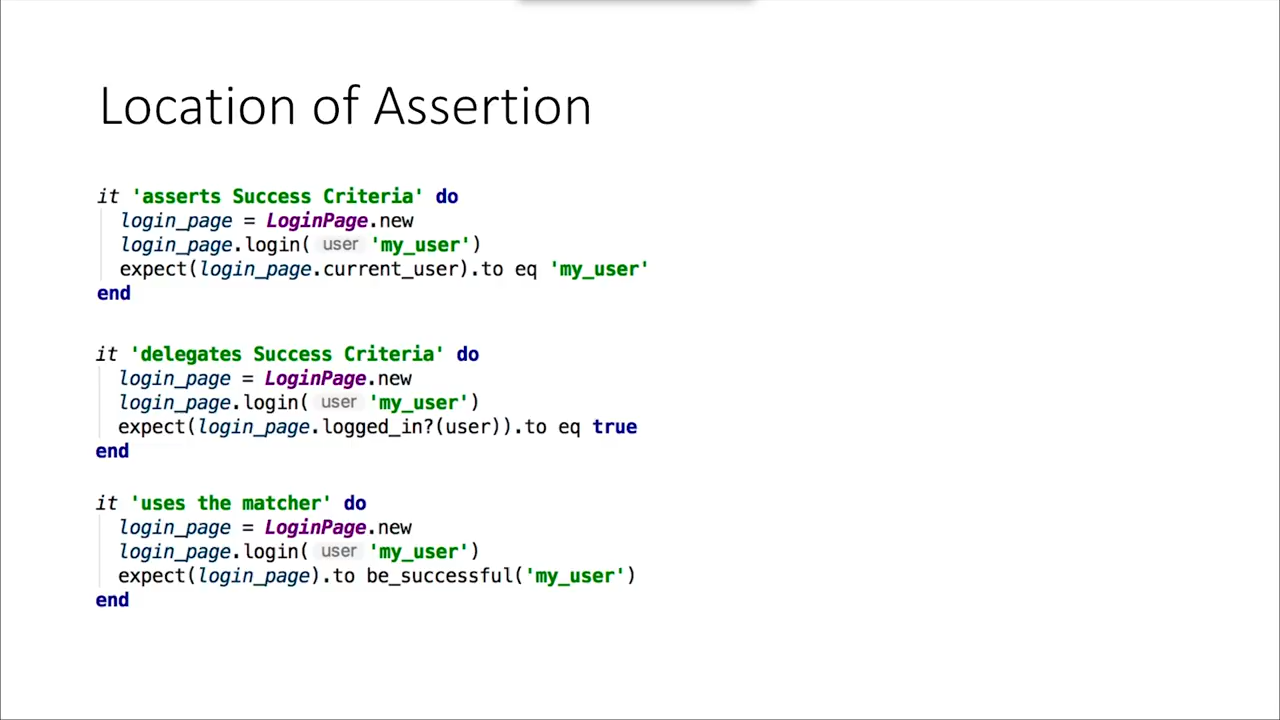 Location of Assertion
it 'asserts Success Criteria' do
login_page = LoginPage.new
login_page.login( user 'my_user')
expect(login_page.current_user).to eq 'my_user'
end
it 'delegates Success Criteria' do
login_page = LoginPage.new
login_page.login( user 'my_user')
expect(login_page.logged_in?(user)).to eq true
end
it 'uses the matcher' do
login_page = LoginPage.new
login_page.login( user 'my_user')
expect(login_page).to be_successful('my_user')
end